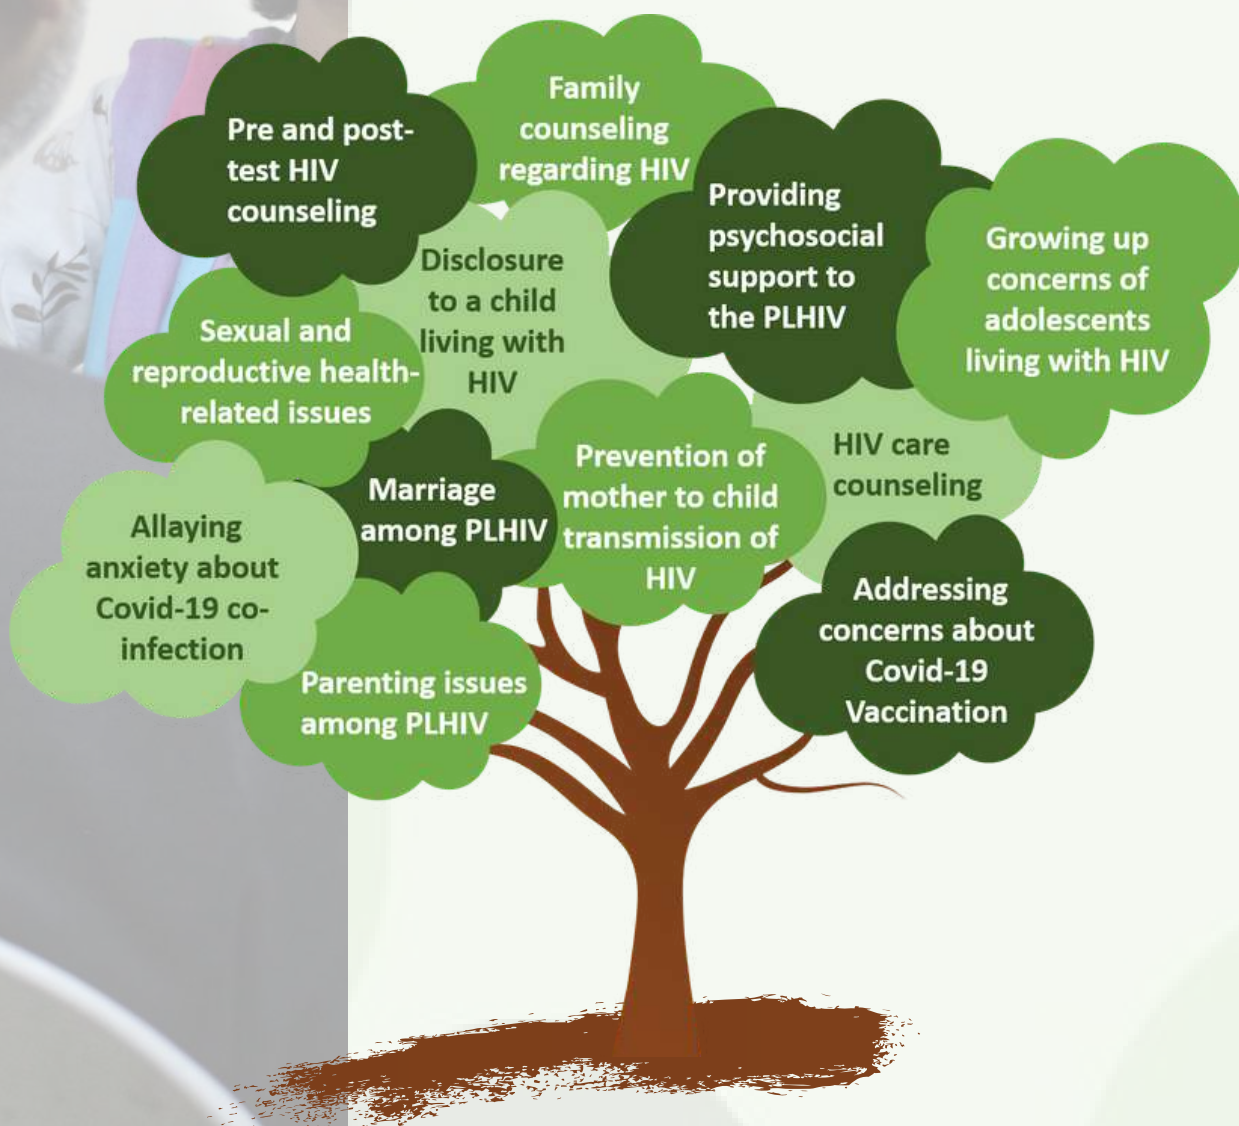 Pre and post-
test HIV
counseling
Family
counseling
regarding HIV
Providing
psychosocial
support to
the PLHIV
Growing up
concerns of
adolescents
living with HIV
Disclosure
to a child
living with
HIV
Sexual and
reproductive health-
related issues
Marriage
among PLHIV
Prevention of
mother to child
transmission of
HIV
HIV care
counseling
Allaying
anxiety about
Covid-19 co-
infection
Parenting issues
among PLHIV
Addressing
concerns about
Covid-19
Vaccination